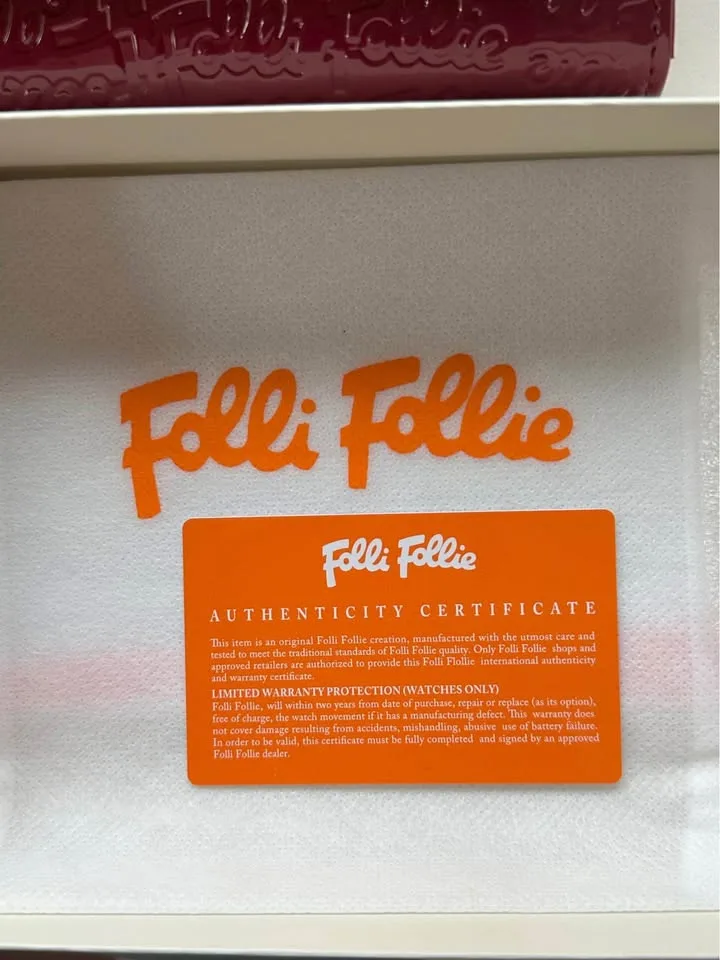 Folli Follie
Folli Follie
Folli Follie
AUTHENTICITY CERTIFICATE
This item is an original Folli Follie creation, manufactured with the utmost care and
tested to meet the traditional standards of Folli Follie quality. Only Folli Follie shops and
approved retailers are authorized to provide this Folli Flollie international authenticity
and warranty certificate.
LIMITED WARRANTY PROTECTION (WATCHES ONLY)
Folli Follie, will within two years from date of purchase, repair or replace (as its option),
free of charge, the watch movement if it has a manufacturing defect. This warranty does
not cover damage resulting from accidents, mishandling, abusive use of battery failure.
In order to be valid, this certificate must be fully completed and signed by an approved
Folli Follie dealer.